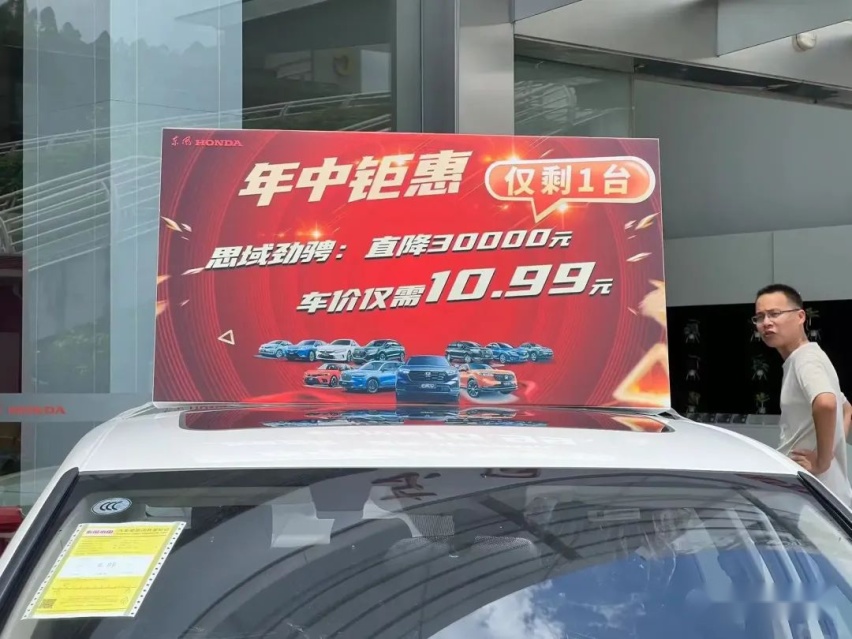 东风 HONDA
年中钜惠
仅剩1台
思域劲骋：直降30000元
车价仅需10.99元
HONDA
CCC